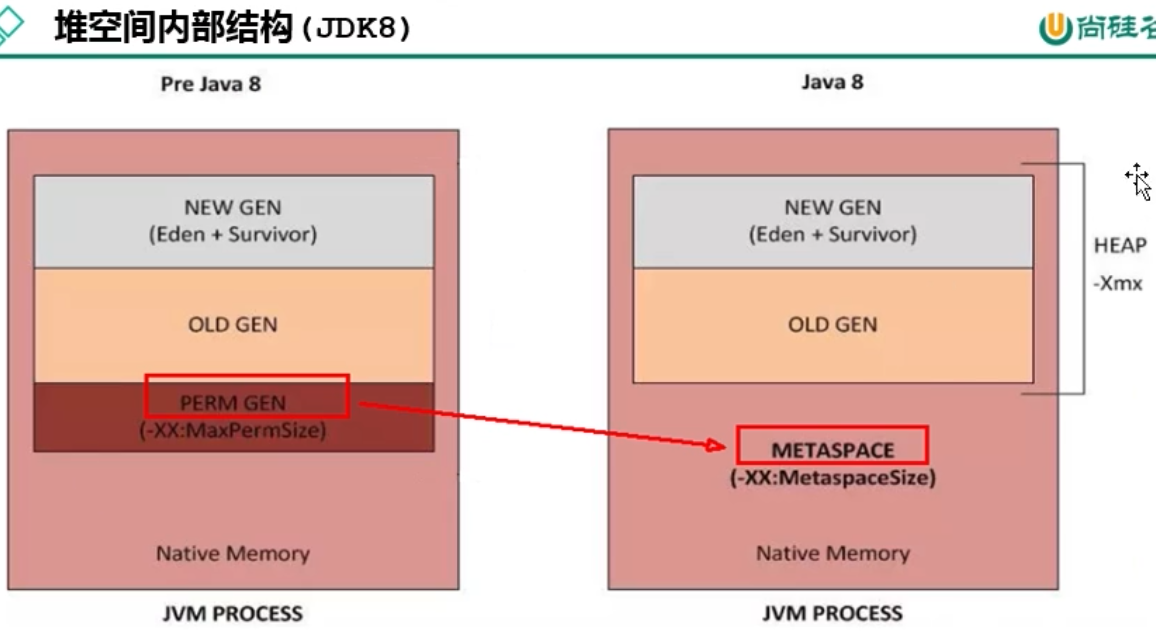 堆空间内部结构(JDK8)
尚硅谷
Pre Java 8
NEW GEN
(Eden + Survivor)
OLD GEN
PERM GEN
(-XX:MaxPermSize)
Native Memory
JVM PROCESS
Java 8
NEW GEN
(Eden + Survivor)
OLD GEN
HEAP
-Xmx
METASPACE
(-XX:MetaspaceSize)
Native Memory
JVM PROCESS